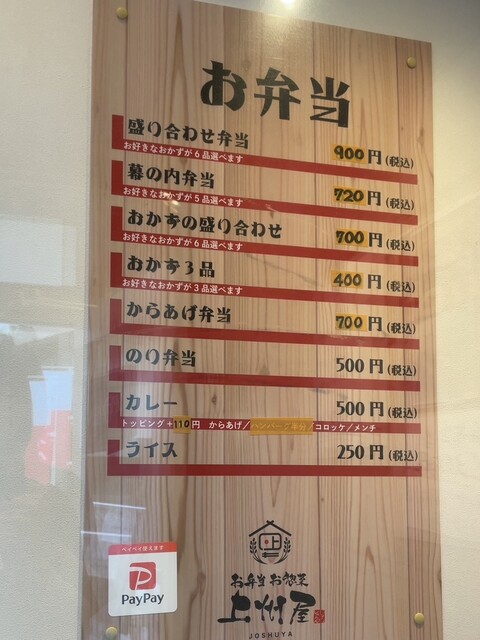 お弁当
盛り合わせ弁当 900円(税込)
お好きなおかずが6品選べます
幕の内弁当 720円(税込)
お好きなおかずが5品選べます
おかずの盛り合わせ 700円(税込)
お好きなおかずが6品選べます
おかず3品 400円(税込)
お好きなおかずが3品選べます
からあげ弁当 700円(税込)
のり弁当 500円(税込)
カレー 500円(税込)
トッピング+110円 からあげ/ハンバーグ半分/コロッケ/メンチ
ライス 250円(税込)
ペイペイ使えます
PayPay
上
お弁当 お惣菜
上州屋
JOSHUYA